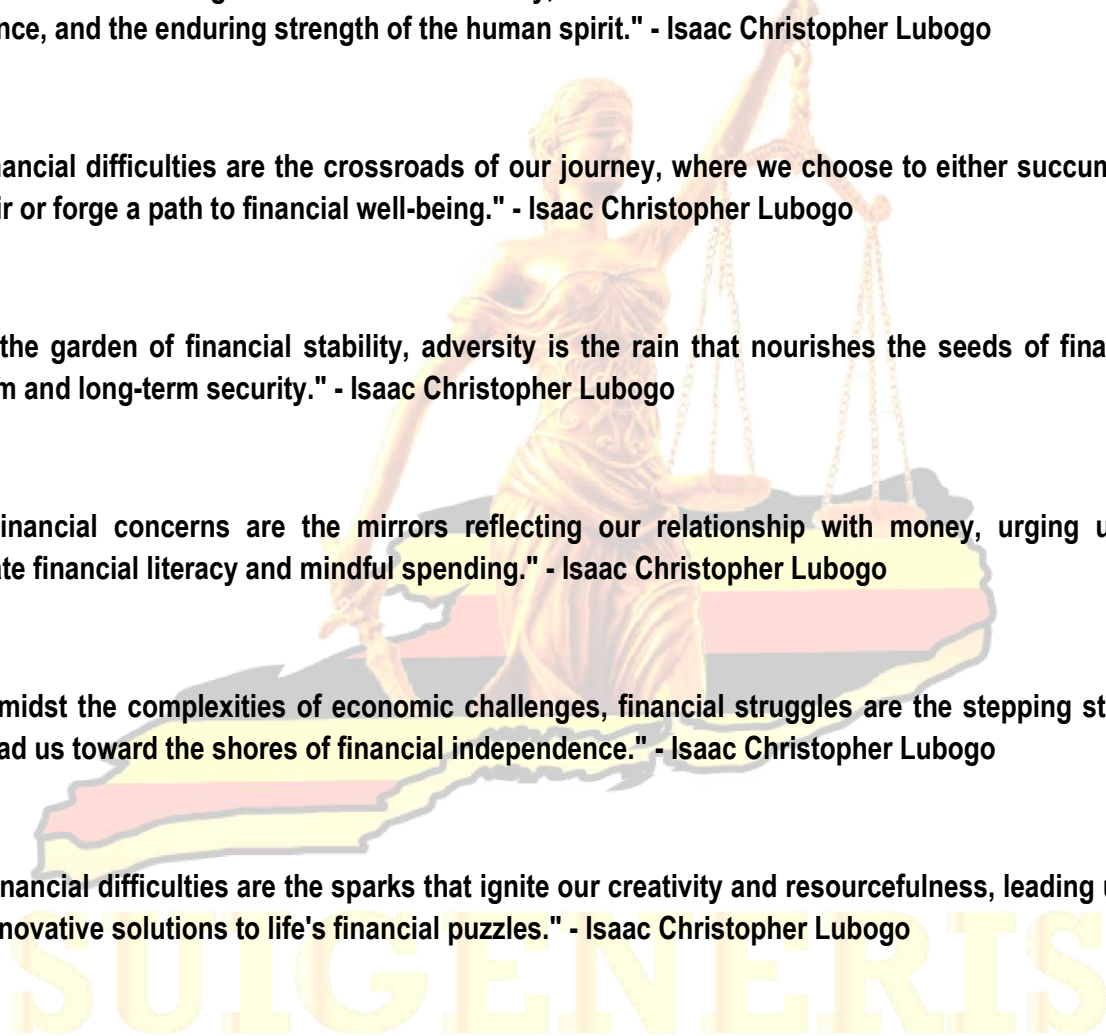 nce, and the enduring strength of the human spirit." - Isaac Christopher Lubogo
nancial difficulties are the crossroads of our journey, where we choose to either succum
ir or forge a path to financial well-being." - Isaac Christopher Lubogo
the garden of financial stability, adversity is the rain that nourishes the seeds of fina
m and long-term security." - Isaac Christopher Lubogo
inancial concerns are the mirrors reflecting our relationship with money, urging u
ate financial literacy and mindful spending." - Isaac Christopher Lubogo
midst the complexities of economic challenges, financial struggles are the stepping st
ad us toward the shores of financial independence." - Isaac Christopher Lubogo
nancial difficulties are the sparks that ignite our creativity and resourcefulness, leading u
novative solutions to life's financial puzzles." - Isaac Christopher Lubogo
SUIGENERIS